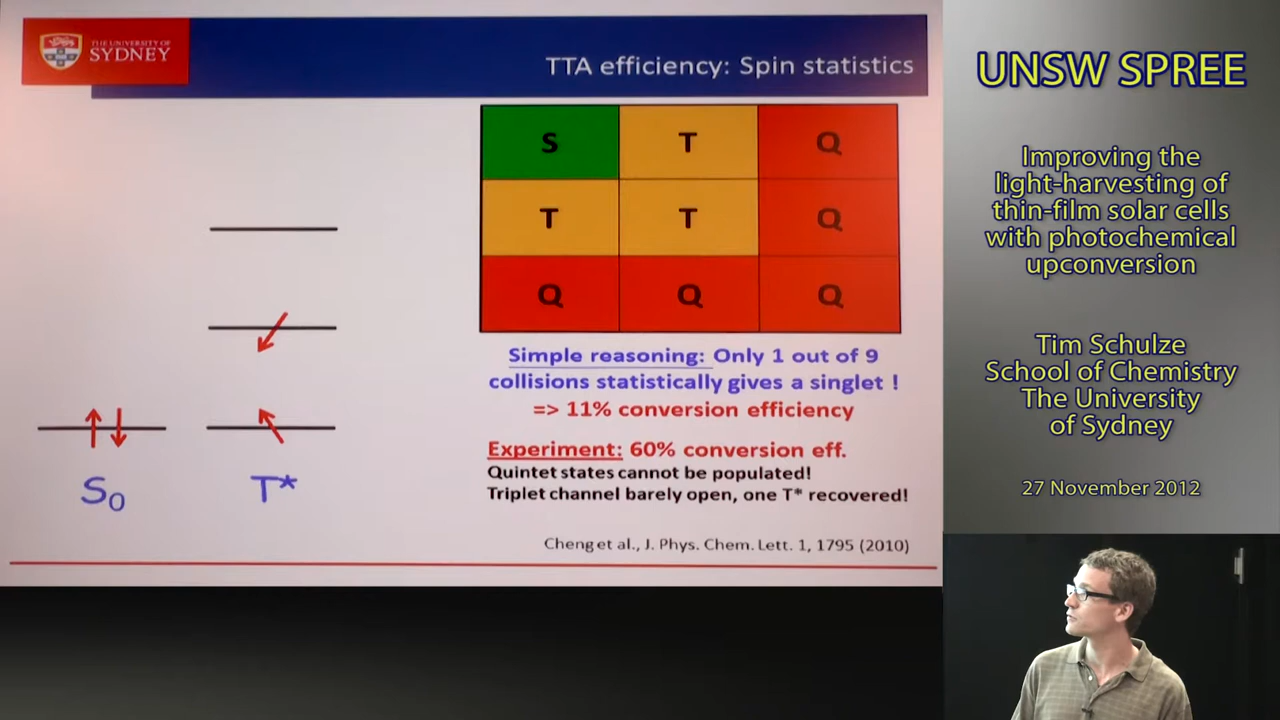 THE UNIVERSITY OF
SYDNEY
TTA efficiency: Spin statistics
S T Q
T T Q
Q Q Q
Simple reasoning: Only 1 out of 9
collisions statistically gives a singlet !
=> 11% conversion efficiency
Experiment: 60% conversion eff.
Quintet states cannot be populated!
Triplet channel barely open, one T* recovered!
Cheng et al., J. Phys. Chem. Lett. 1, 1795 (2010)
S₀ T*
UNSW SPREE
Improving the
light-harvesting of
thin-film solar cells
with photochemical
upconversion
Tim Schulze
School of Chemistry
The University
of Sydney
27 November 2012